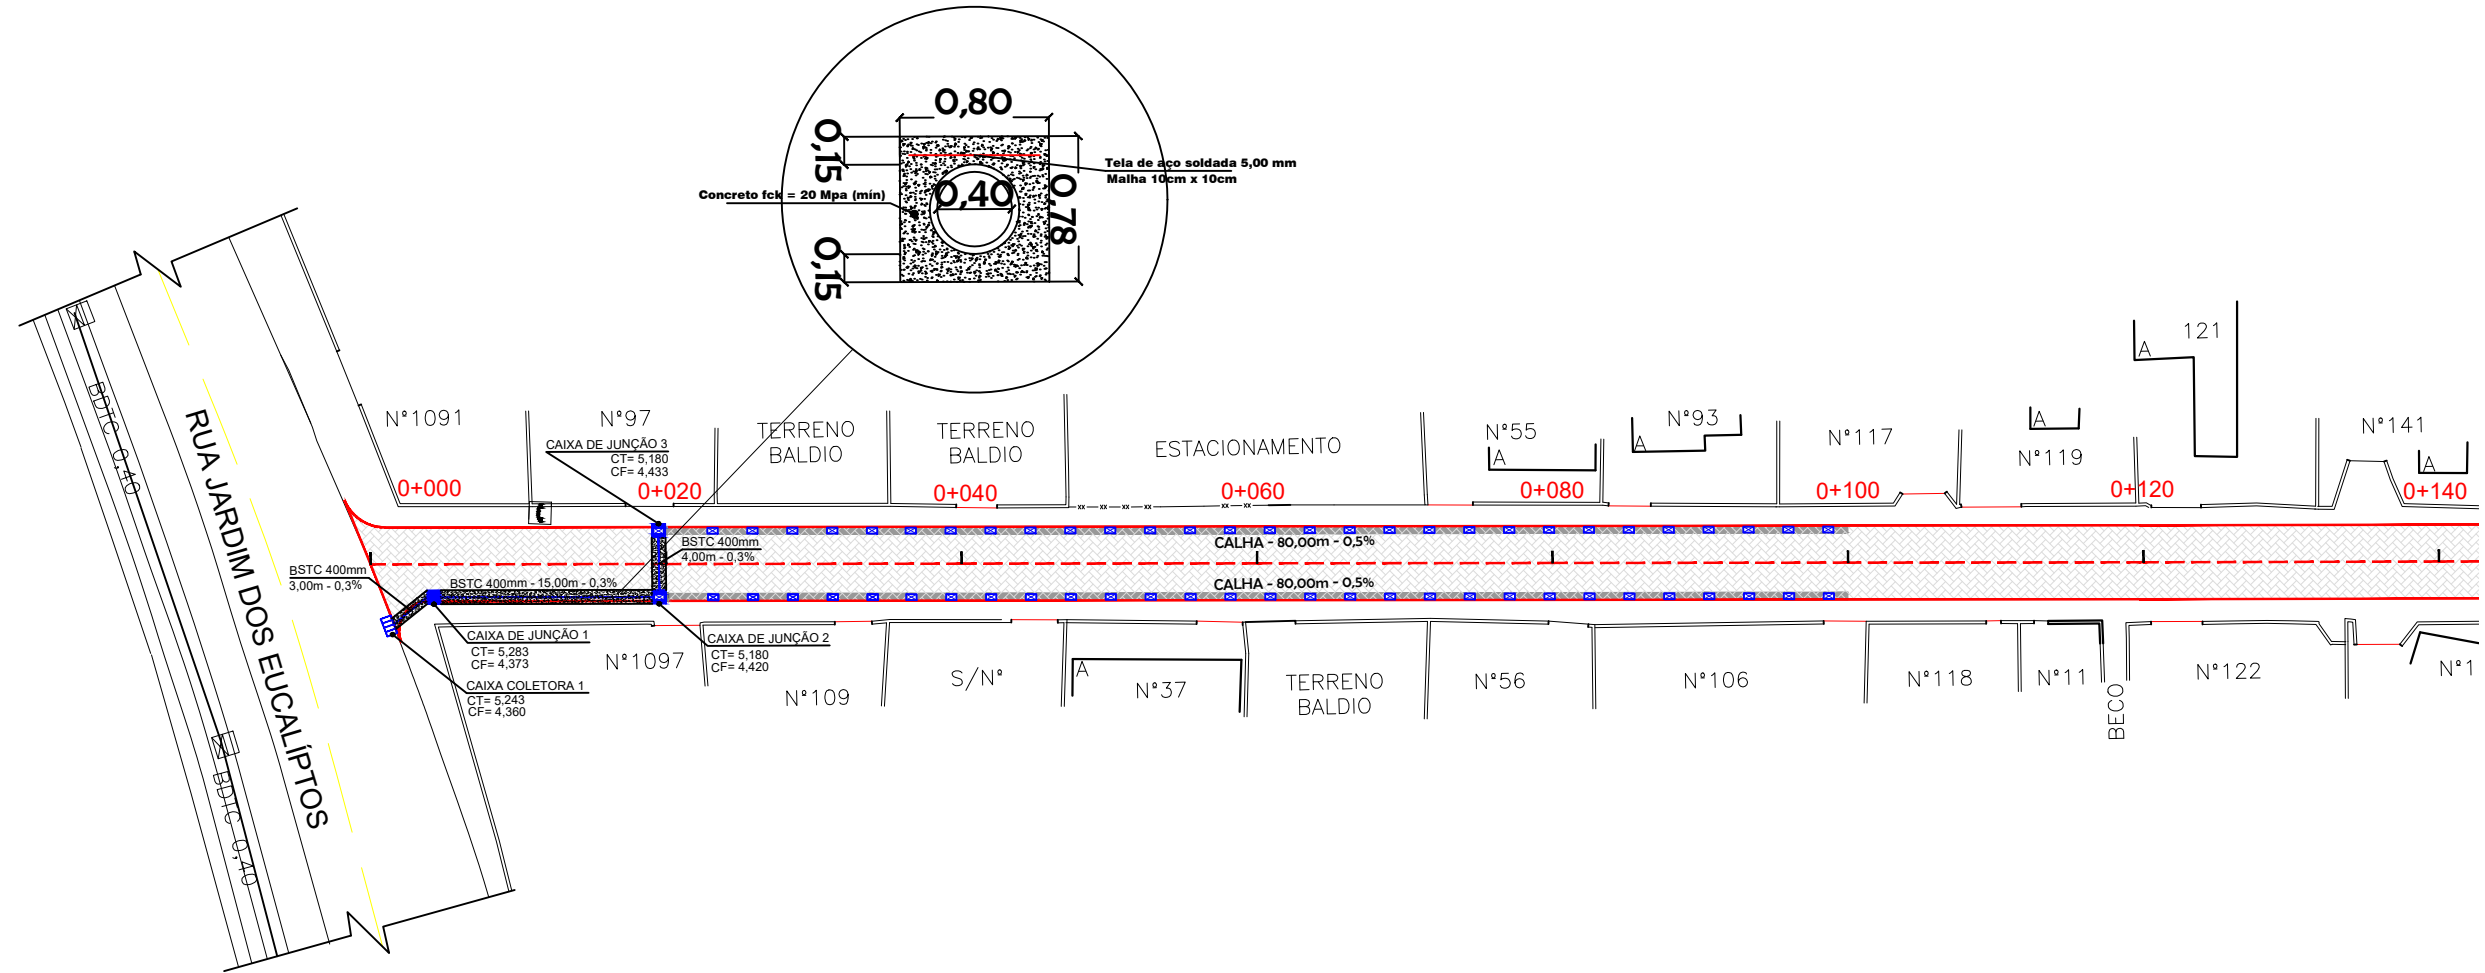 0,80
0,15
Tela de aço soldada 5,00 mm
Malha 10cm x 10cm
Concreto fck = 20 Mpa (mín)
0,40
0,78
0,15
BDTC 0,40
RUA JARDIM DOS EUCALÍPTOS
BDTC 0,40
N°1091
N°97
TERRENO
BALDIO
TERRENO
BALDIO
ESTACIONAMENTO
N°55
A
N°93
A
N°117
A
N°119
A
121
N°141
A
CAIXA DE JUNÇÃO 3
CT= 5,180
CF= 4,433
0+000
0+020
0+040
0+060
0+080
0+100
0+120
0+140
BSTC 400mm
4,00m - 0,3%
CALHA - 80,00m - 0,5%
BSTC 400mm
3,00m - 0,3%
BSTC 400mm - 15,00m - 0,3%
CALHA - 80,00m - 0,5%
CAIXA DE JUNÇÃO 1
CT= 5,283
CF= 4,373
CAIXA DE JUNÇÃO 2
CT= 5,180
CF= 4,420
CAIXA COLETORA 1
CT= 5,243
CF= 4,360
N°1097
N°109
S/N°
A
N°37
TERRENO
BALDIO
N°56
N°106
N°118
N°11
BECO
N°122
N°1